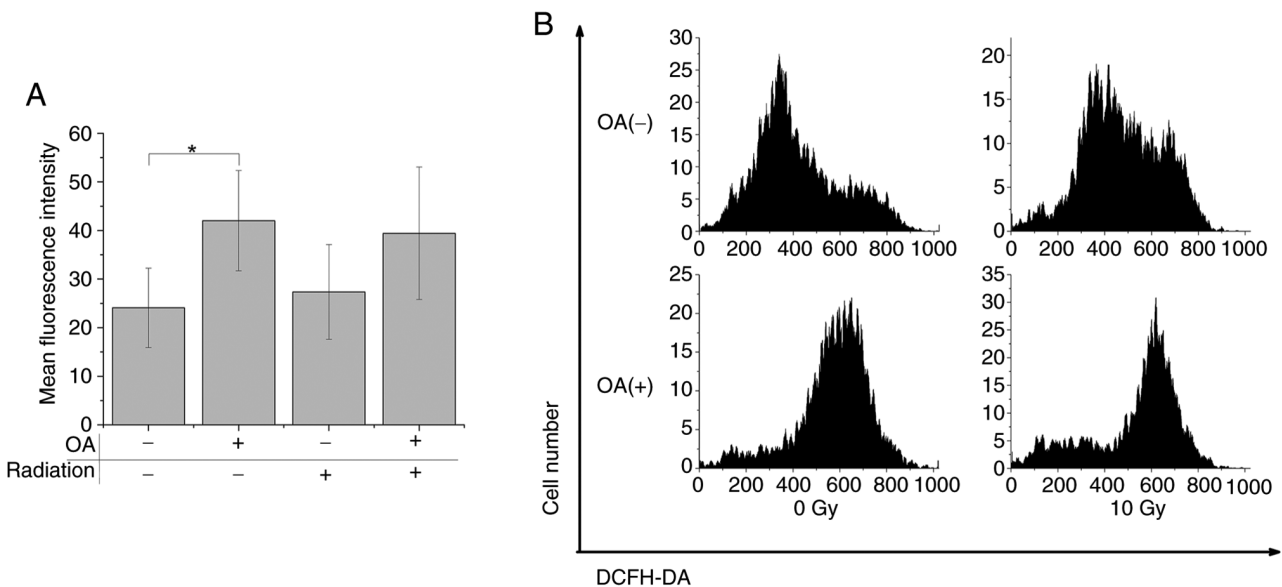 A
Mean fluorescence intensity
60
50
40
30
20
10
0
*
OA − + − +
Radiation − − + +
B
Cell number
OA(−)
30
25
20
15
10
5
0
0 200 400 600 800 1000
20
15
10
5
0
0 200 400 600 800 1000
OA(+)
25
20
15
10
5
0
0 200 400 600 800 1000
0 Gy
35
30
25
20
15
10
5
0
0 200 400 600 800 1000
10 Gy
DCFH-DA